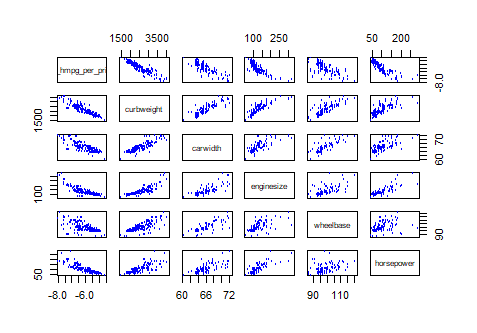 1500 3500 100 250 50 200
_hmpg_per_pri -8.0
1500 curbweight
carwidth 60 70
100 enginesize
wheelbase 90
50 horsepower
-8.0 -6.0 60 66 72 90 110